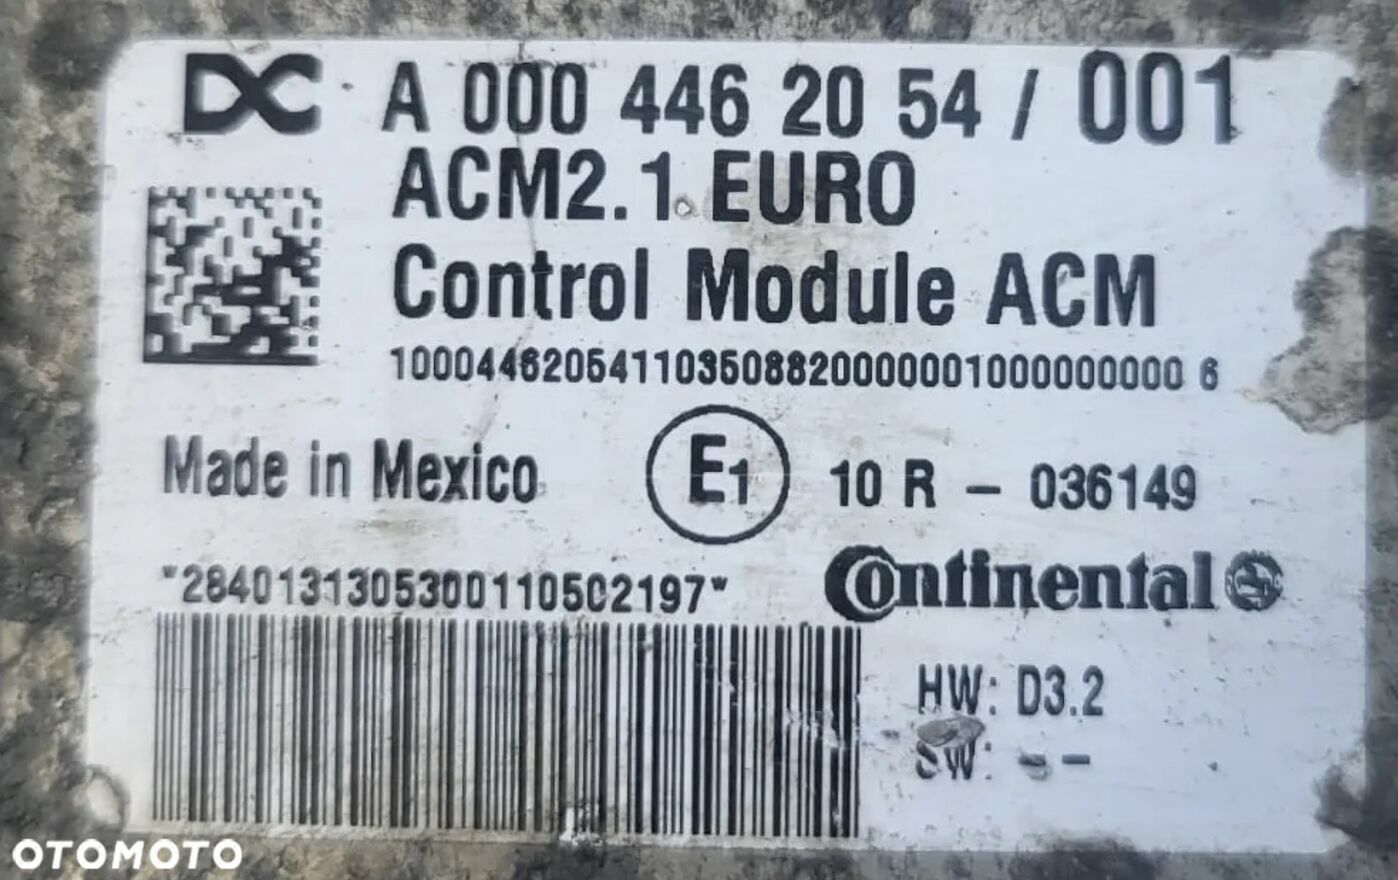 DC A 000 446 20 54 / 001
ACM2.1 EURO
Control Module ACM
10004462054110350882000000100000000 6
Made in Mexico E1 10 R - 036149
"2840131305300110502197" Continental
HW: D3.2
SW: --
OTOMOTO